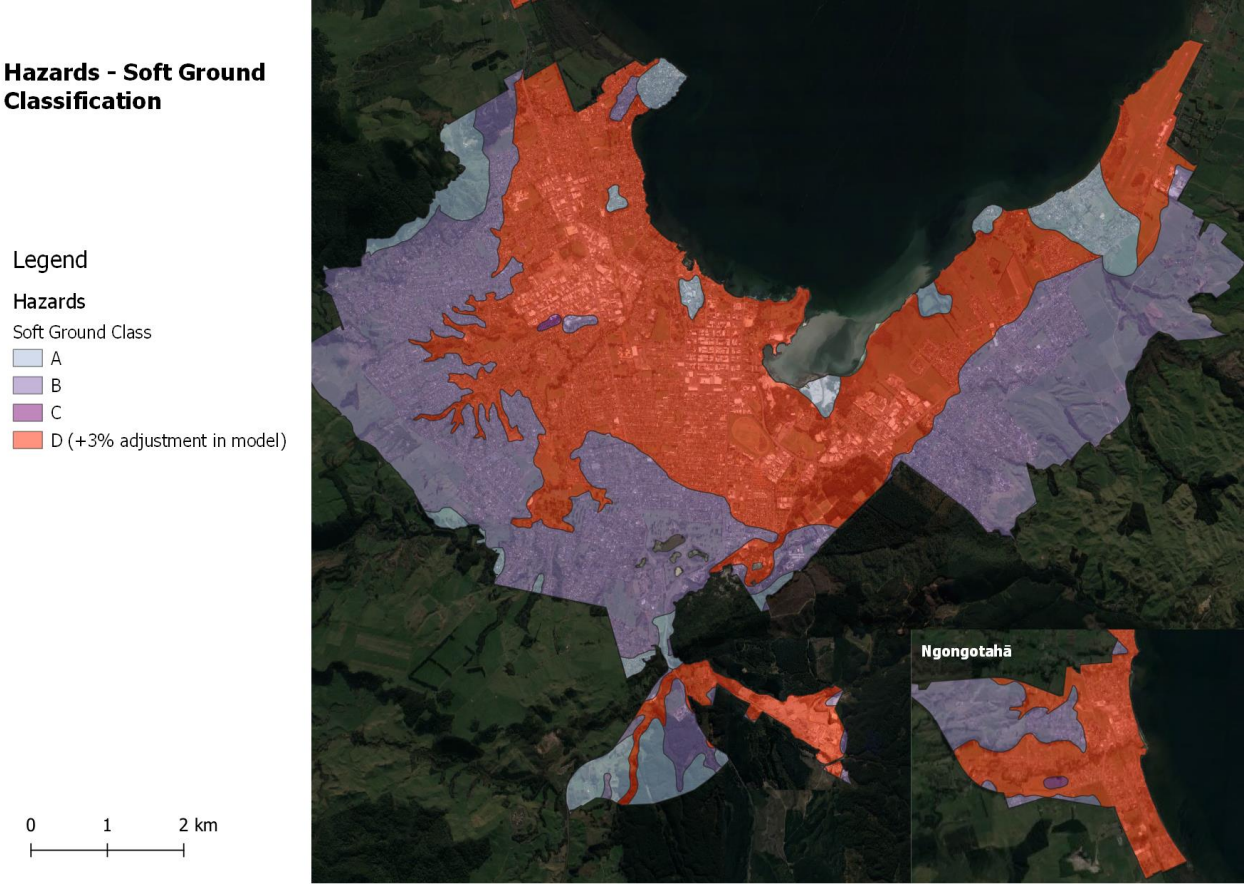 Hazards - Soft Ground
Classification
Legend
Hazards
Soft Ground Class
A
B
C
D (+3% adjustment in model)
0 1 2 km
Ngongotahā